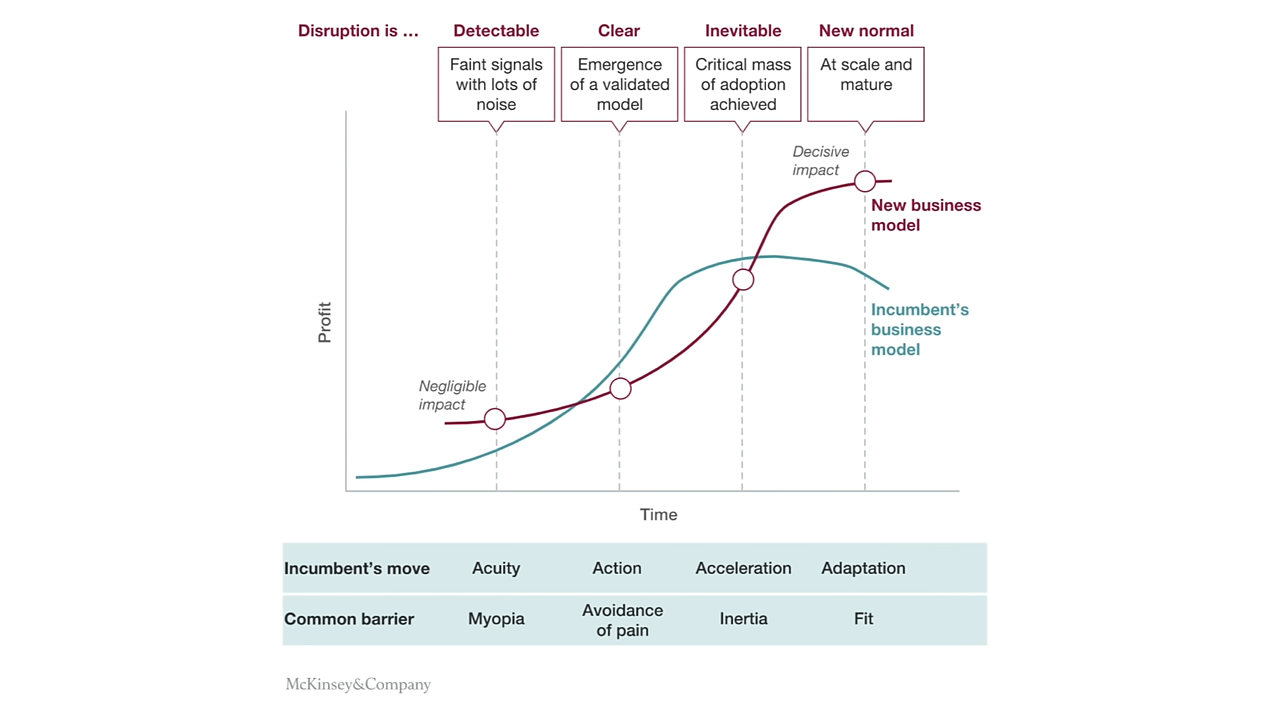 Disruption is … Detectable Clear Inevitable New normal
Faint signals
with lots of
noise
Emergence
of a validated
model
Critical mass
of adoption
achieved
At scale and
mature
Decisive
impact
New business
model
Incumbent’s
business
model
Negligible
impact
Profit
Time
Incumbent’s move Acuity Action Acceleration Adaptation
Common barrier Myopia Avoidance
of pain Inertia Fit
McKinsey&Company